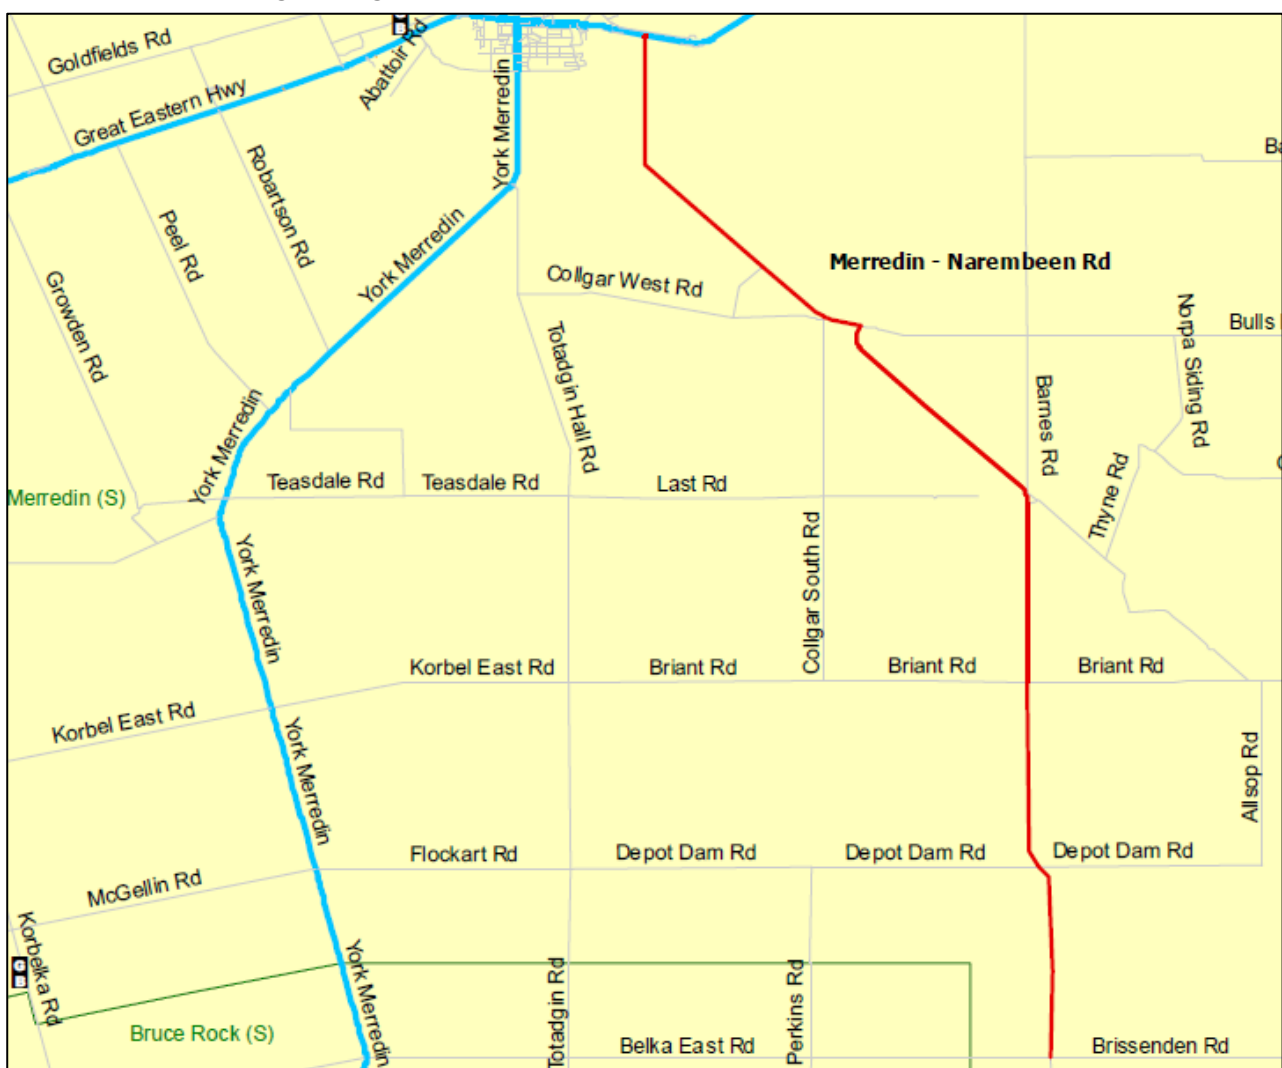 Goldfields Rd
Abattoir Rd
Great Eastern Hwy
York Merredin
Robartson Rd
Peel Rd
York Merredin
Growden Rd
Collgar West Rd
Merredin - Narembeen Rd
Norpa Siding Rd
Bulls
Totadgin Hall Rd
Barnes Rd
York Merredin
Thyne Rd
Merredin (S)
Teasdale Rd
Teasdale Rd
Last Rd
Collgar South Rd
York Merredin
Korbel East Rd
Briant Rd
Briant Rd
Briant Rd
Korbel East Rd
York Merredin
Allsop Rd
Flockart Rd
Depot Dam Rd
Depot Dam Rd
Depot Dam Rd
McGellin Rd
Korbelka Rd
York Merredin
Totadgin Rd
Perkins Rd
Bruce Rock (S)
Belka East Rd
Brissenden Rd